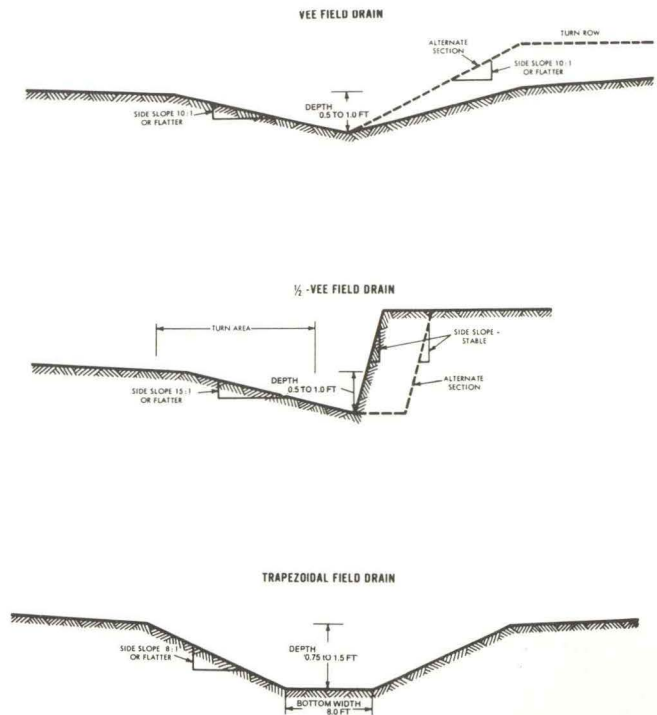 VEE FIELD DRAIN
TURN ROW
ALTERNATE
SECTION
SIDE SLOPE 10:1
OR FLATTER
DEPTH
0.5 TO 1.0 FT
SIDE SLOPE 10:1
OR FLATTER
½ -VEE FIELD DRAIN
TURN AREA
SIDE SLOPE -
STABLE
DEPTH
0.5 TO 1.0 FT
ALTERNATE
SECTION
SIDE SLOPE 15:1
OR FLATTER
TRAPEZOIDAL FIELD DRAIN
SIDE SLOPE 8:1
OR FLATTER
DEPTH
0.75 TO 1.5 FT
BOTTOM WIDTH
8.0 FT